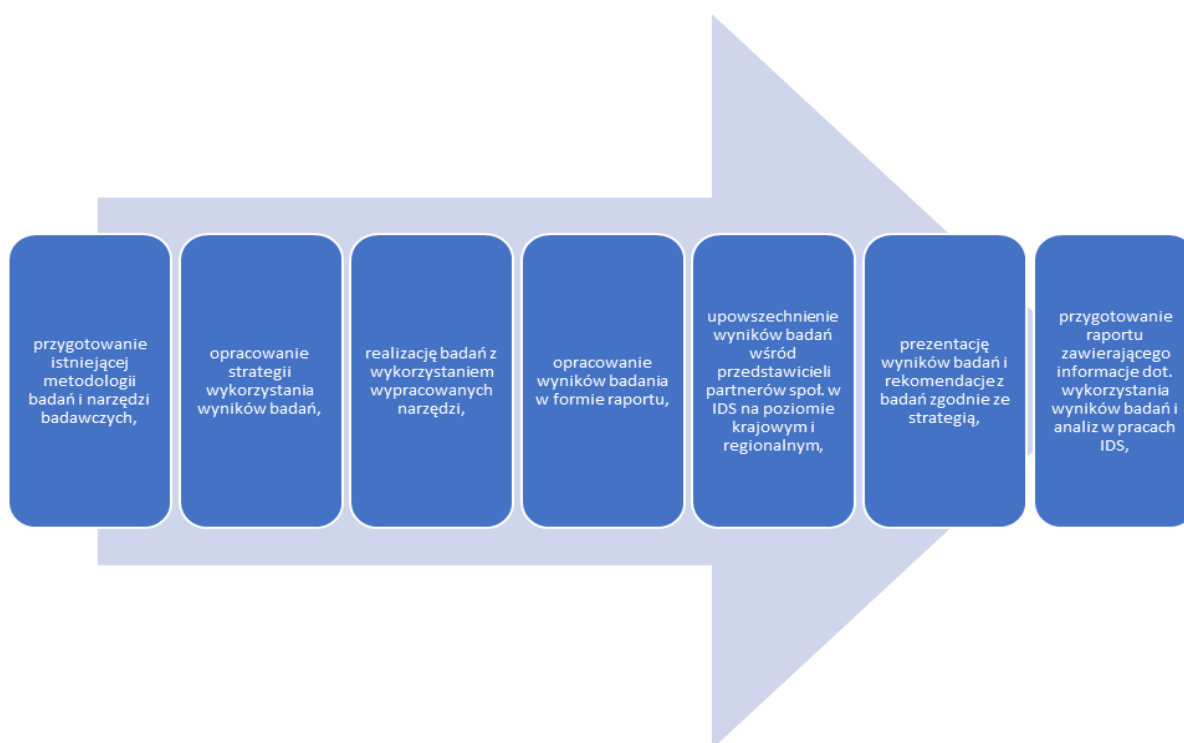 przygotowanie
istniejącej
metodologii
badań i narzędzi
badawczych,
opracowanie
strategii
wykorzystania
wyników badań,
realizację badań z
wykorzystaniem
wypracowanych
narzędzi,
opracowanie
wyników badania
w formie raportu,
upowszechnienie
wyników badań
wśród
przedstawicieli
partnerów społ. w
IDS na poziomie
krajowym i
regionalnym,
prezentację
wyników badań i
rekomendacje z
badań zgodnie ze
strategią,
przygotowanie
raportu
zawierającego
informacje dot.
wykorzystania
wyników badań i
analiz w pracach
IDS,